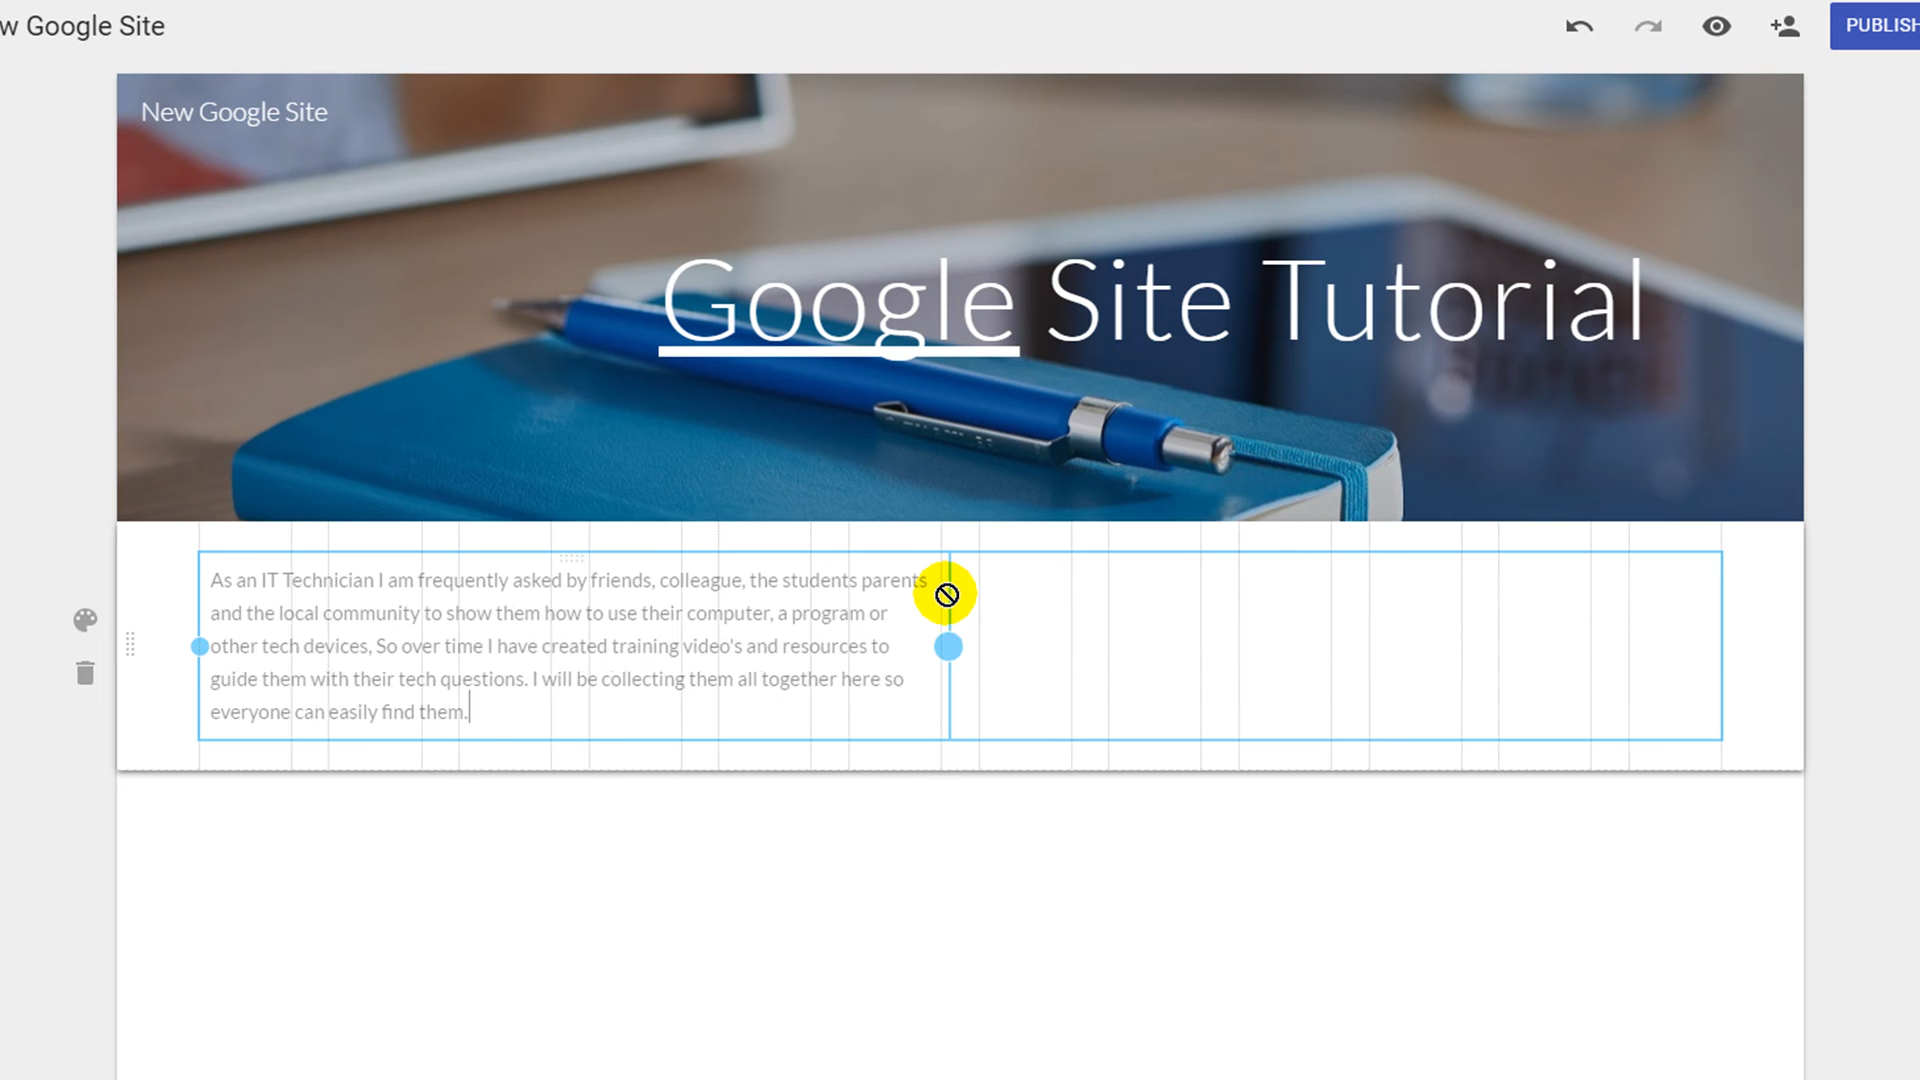 w Google Site
PUBLISH
New Google Site
Google Site Tutorial
As an IT Technician I am frequently asked by friends, colleague, the students parents
and the local community to show them how to use their computer, a program or
other tech devices, So over time I have created training video's and resources to
guide them with their tech questions. I will be collecting them all together here so
everyone can easily find them.